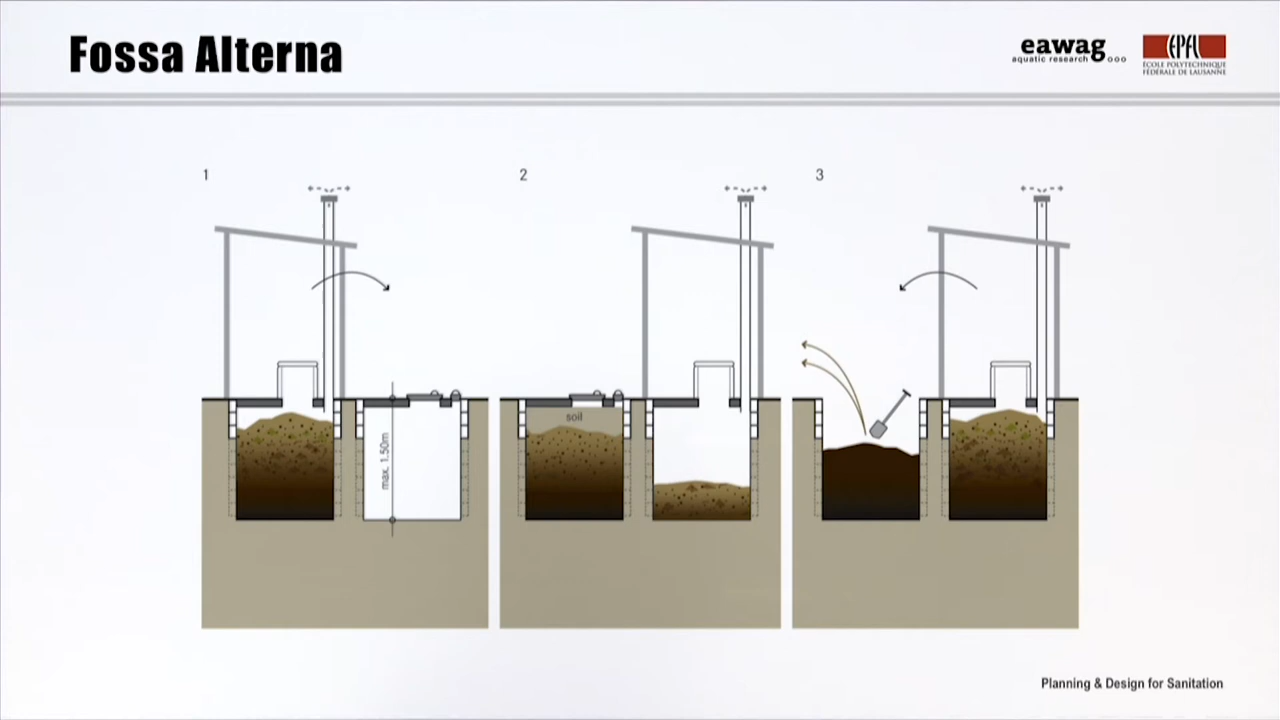 Fossa Alterna
eawag
aquatic research
EPFL
ÉCOLE POLYTECHNIQUE
FÉDÉRALE DE LAUSANNE
1
2
3
max. 1.50m
soil
Planning & Design for Sanitation